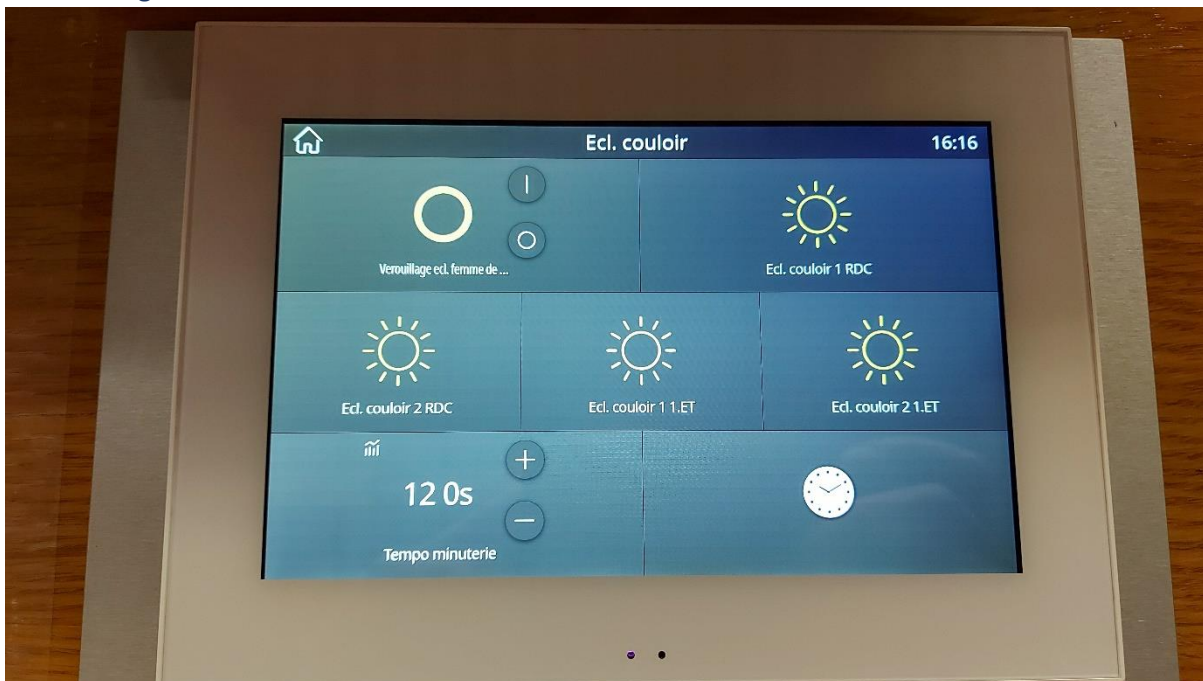 Ecl. couloir
16:16
Verouillage ecl. femme de ...
Ecl. couloir 1 RDC
Ecl. couloir 2 RDC
Ecl. couloir 1 1.ET
Ecl. couloir 2 1.ET
12 0s
Tempo minuterie